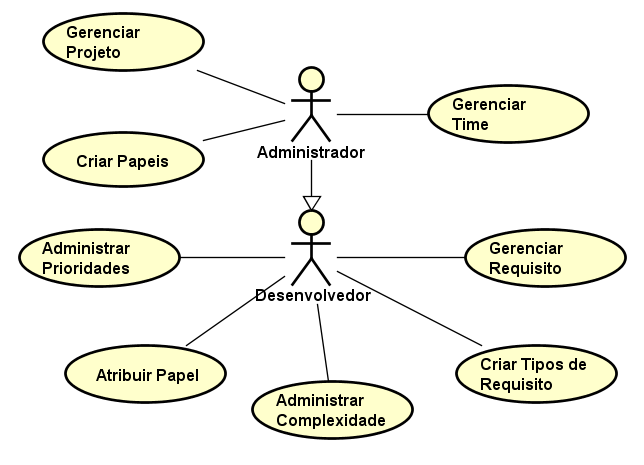 Gerenciar
Projeto
Gerenciar
Time
Criar Papeis
Administrador
Administrar
Prioridades
Gerenciar
Requisito
Desenvolvedor
Atribuir Papel
Criar Tipos de
Requisito
Administrar
Complexidade